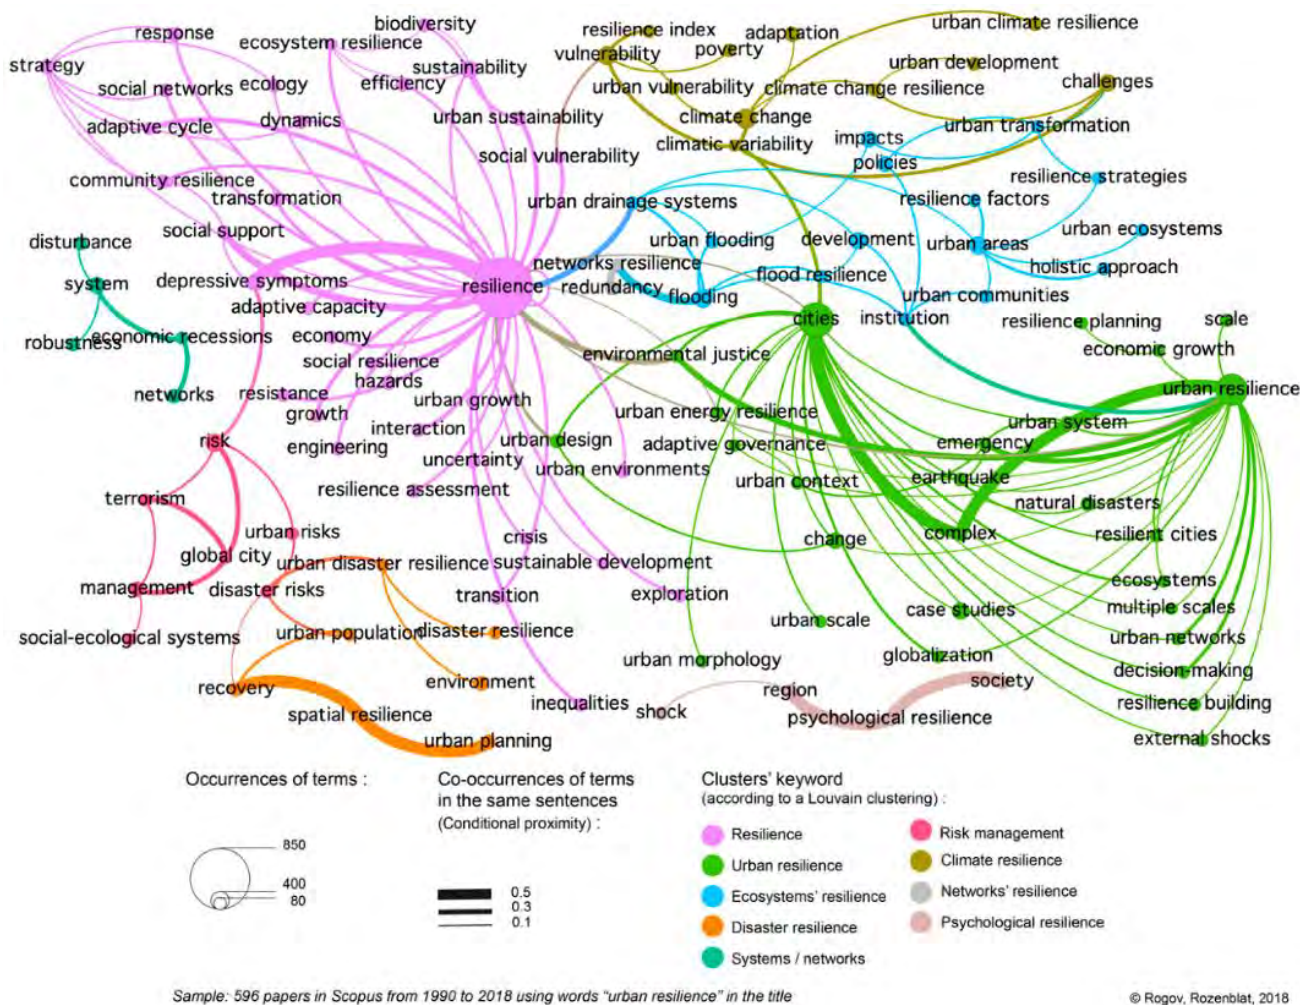 biodiversity
resilience index
adaptation
urban climate resilience
response
ecosystem resilience
vulnerability
poverty
strategy
sustainability
urban development
social networks
ecology
efficiency
urban vulnerability
climate change resilience
challenges
adaptive cycle
dynamics
urban sustainability
climate change
urban transformation
social vulnerability
climatic variability
impacts
policies
community resilience
transformation
urban drainage systems
resilience factors
resilience strategies
disturbance
social support
urban flooding
development
urban areas
urban ecosystems
system
depressive symptoms
resilience
networks resilience
redundancy
flooding
flood resilience
holistic approach
adaptive capacity
cities
institution
urban communities
robustness
economic recessions
economy
resilience planning
scale
social resilience
environmental justice
economic growth
networks
resistance
hazards
urban growth
urban resilience
growth
interaction
urban energy resilience
urban system
risk
engineering
uncertainty
urban design
adaptive governance
emergency
terrorism
resilience assessment
urban environments
urban context
earthquake
natural disasters
urban risks
crisis
change
complex
resilient cities
global city
urban disaster resilience
sustainable development
management
disaster risks
transition
exploration
ecosystems
social-ecological systems
urban population
disaster resilience
urban scale
case studies
multiple scales
urban networks
recovery
environment
urban morphology
globalization
decision-making
spatial resilience
inequalities
shock
region
society
psychological resilience
resilience building
urban planning
external shocks
Occurrences of terms :
850
400
80
Co-occurrences of terms
in the same sentences
(Conditional proximity) :
0.5
0.3
0.1
Clusters' keyword
(according to a Louvain clustering) :
Resilience
Urban resilience
Ecosystems' resilience
Disaster resilience
Systems / networks
Risk management
Climate resilience
Networks' resilience
Psychological resilience
Sample: 596 papers in Scopus from 1990 to 2018 using words "urban resilience" in the title
© Rogov, Rozenblat, 2018